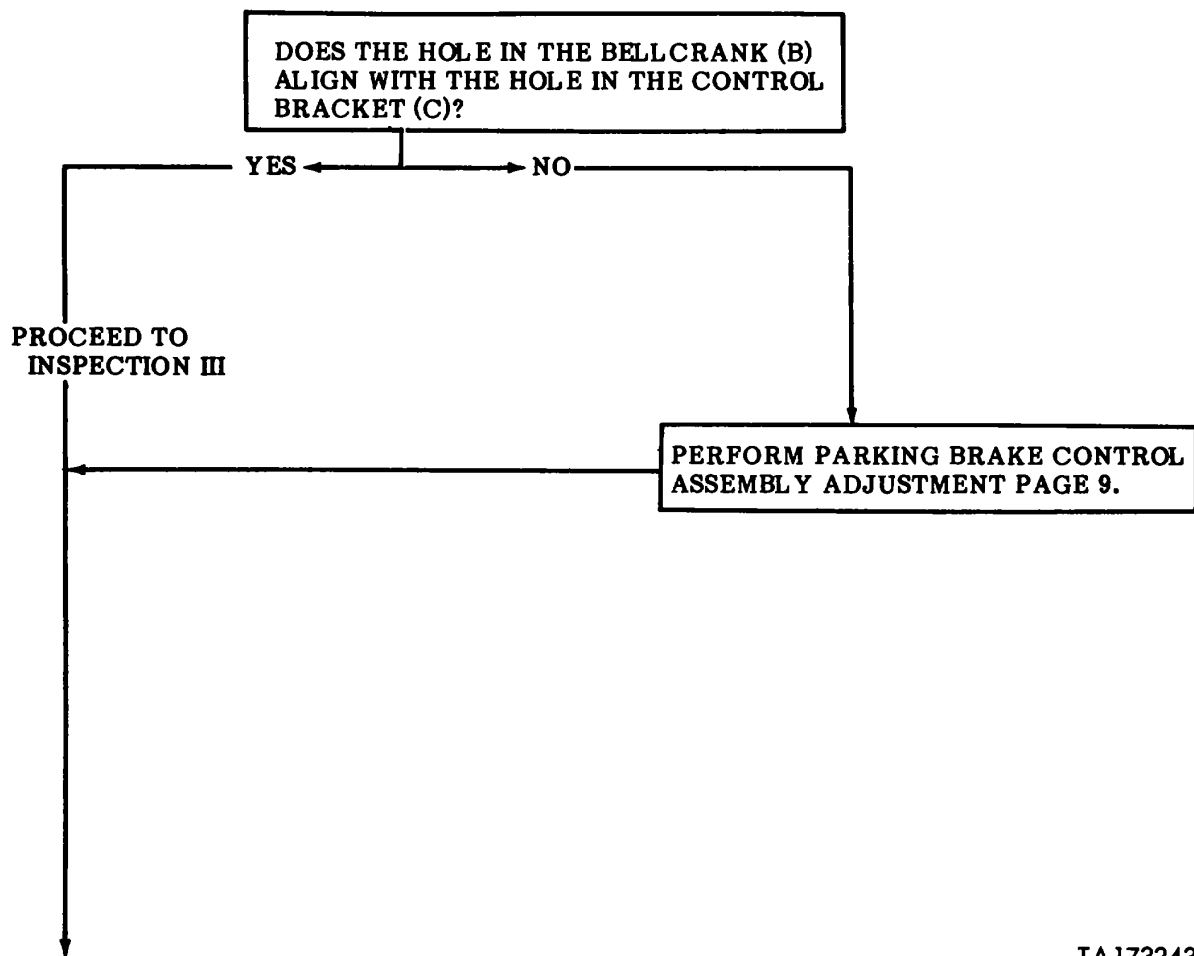 DOES THE HOLE IN THE BELLCRANK (B)
ALIGN WITH THE HOLE IN THE CONTROL
BRACKET (C)?
YES
NO
PROCEED TO
INSPECTION III
PERFORM PARKING BRAKE CONTROL
ASSEMBLY ADJUSTMENT PAGE 9.